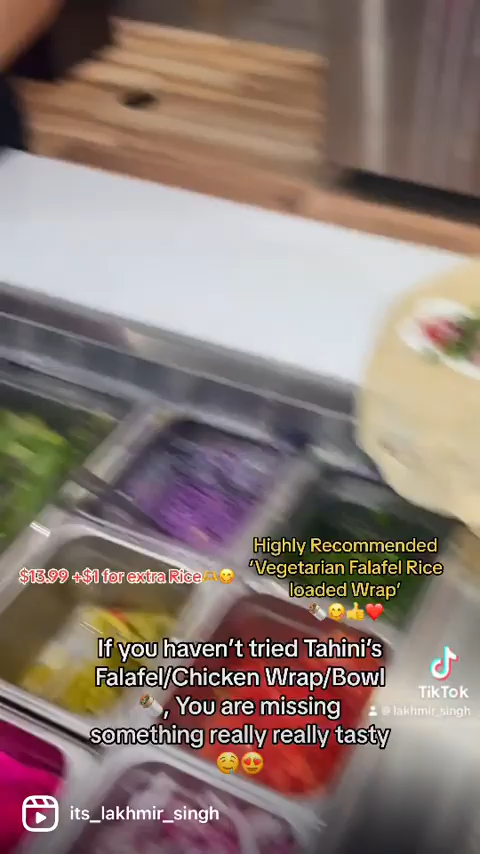 Highly Recommended
‘Vegetarian Falafel Rice
loaded Wrap’
🌯😋👍❤️
$13.99 +$1 for extra Rice🫶😋
If you haven’t tried Tahini’s
Falafel/Chicken Wrap/Bowl
🌯, You are missing
something really really tasty
🤤😍
TikTok
@ lakhmir_singh
its_lakhmir_singh